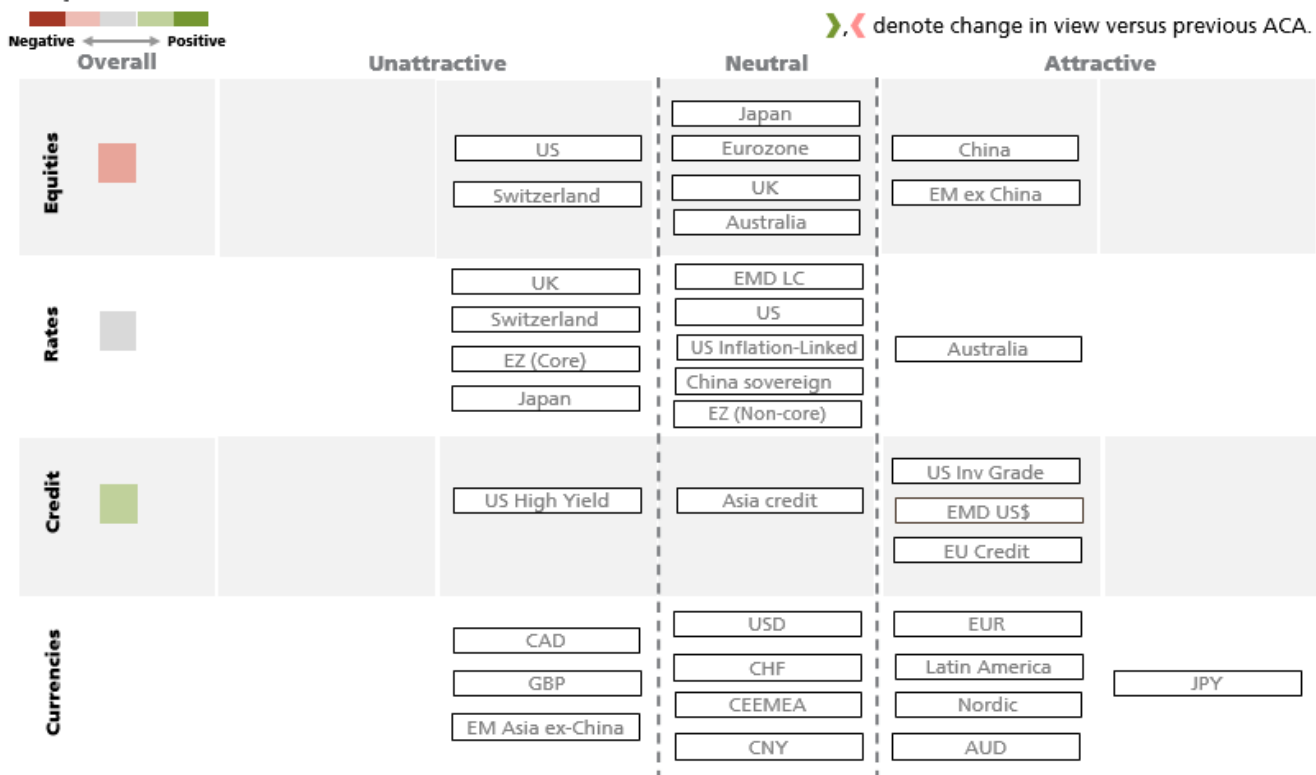 Negative Positive
❯,❮ denote change in view versus previous ACA.
Overall Unattractive Neutral Attractive
Equities
US
Switzerland
Japan
Eurozone
UK
Australia
China
EM ex China
Rates
UK
Switzerland
EZ (Core)
Japan
EMD LC
US
US Inflation-Linked
China sovereign
EZ (Non-core)
Australia
Credit
US High Yield
Asia credit
US Inv Grade
EMD US$
EU Credit
Currencies
CAD
GBP
EM Asia ex-China
USD
CHF
CEEMEA
CNY
EUR
Latin America
Nordic
AUD
JPY